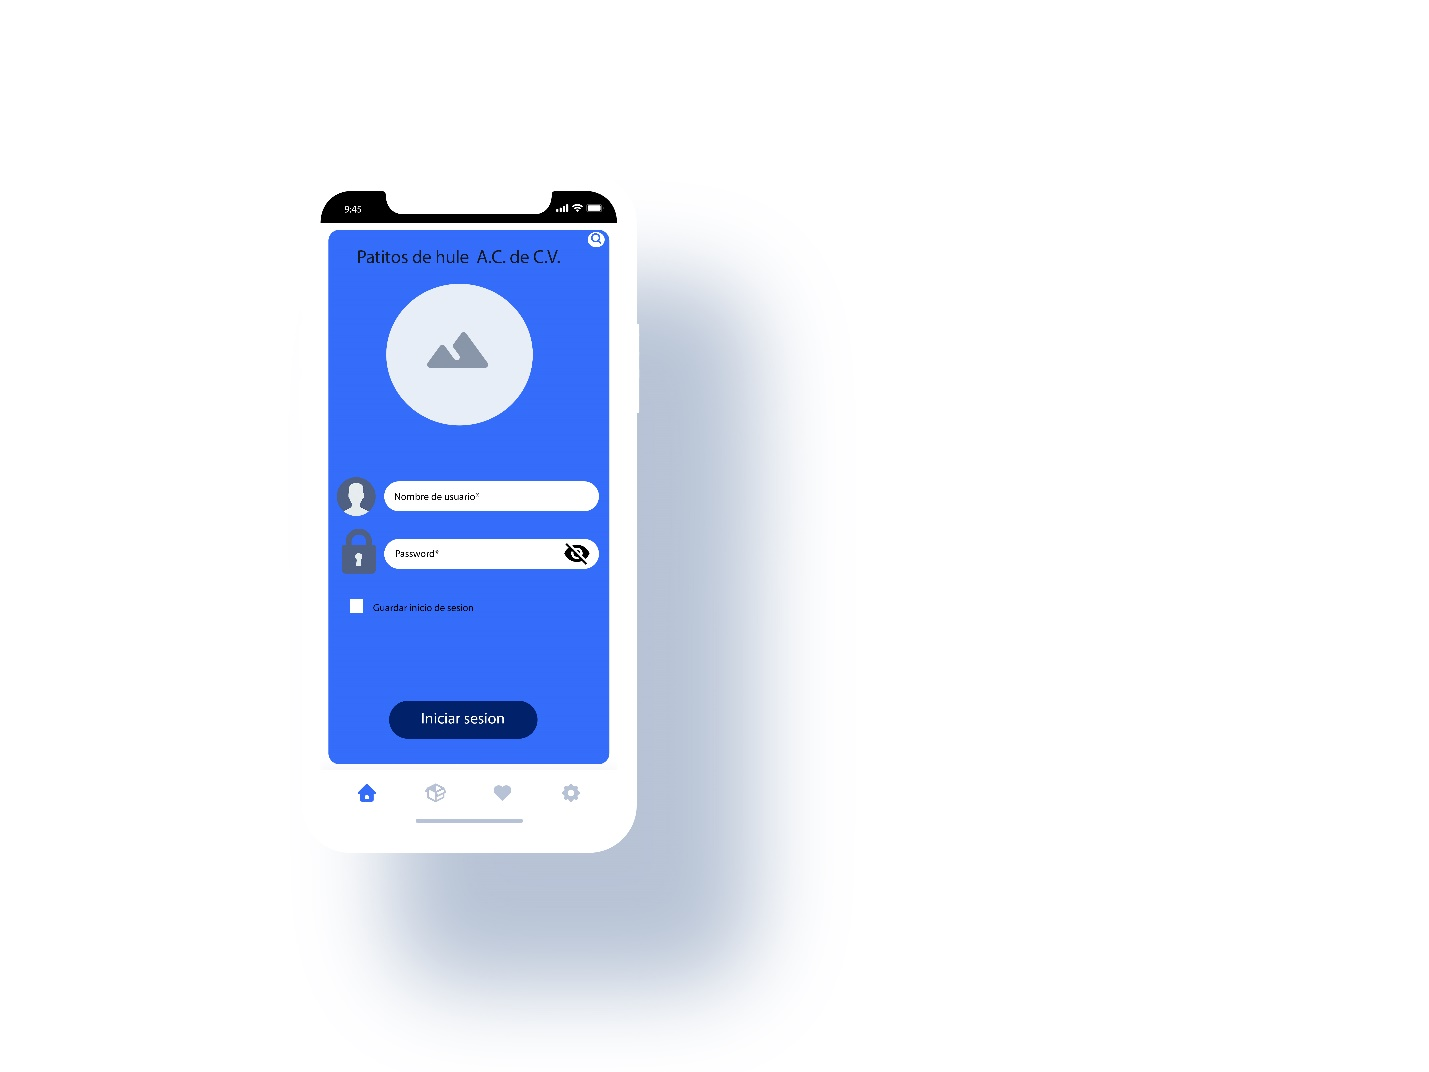 9:45
Patitos de hule A.C. de C.V.
Nombre de usuario*
Password*
Guardar inicio de sesion
Iniciar sesion